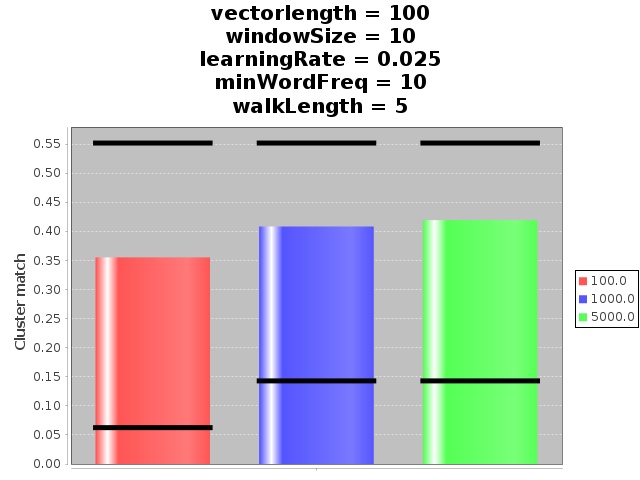 vectorlength = 100
windowSize = 10
learningRate = 0.025
minWordFreq = 10
walkLength = 5
0.55
0.50
0.45
0.40
0.35
0.30
0.25
0.20
0.15
0.10
0.05
0.00
Cluster match
100.0
1000.0
5000.0